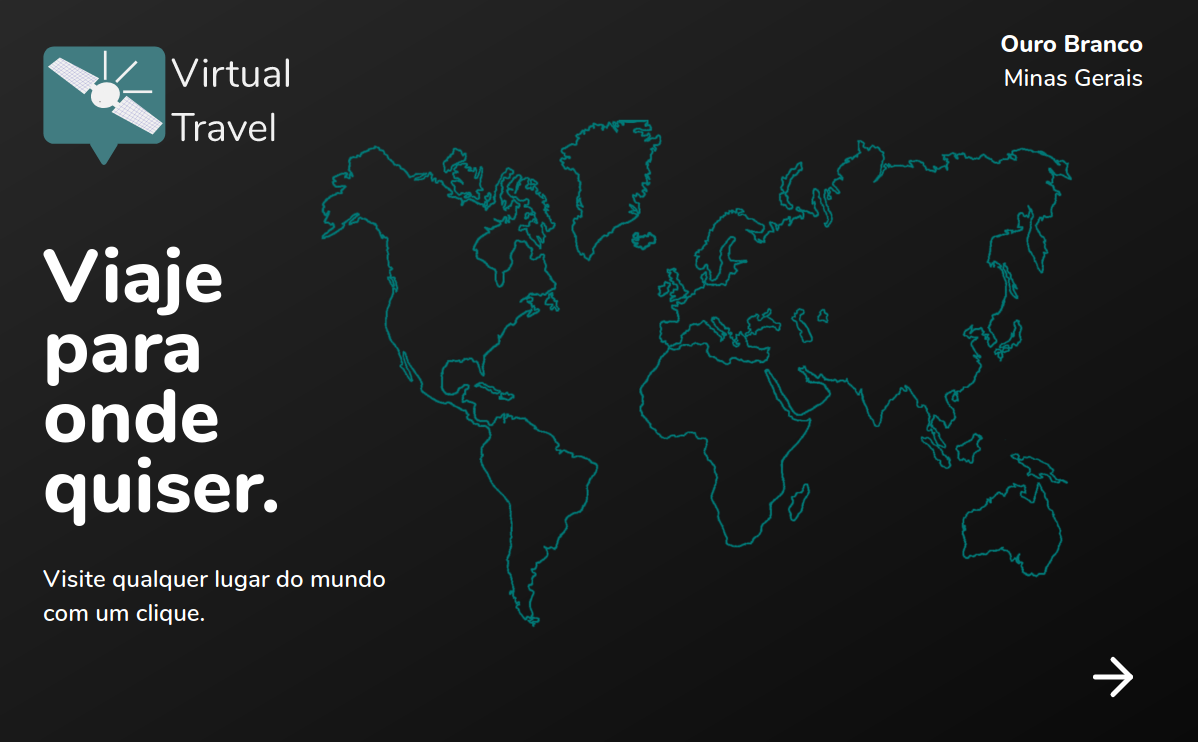 Virtual
Travel
Ouro Branco
Minas Gerais
Viaje
para
onde
quiser.
Visite qualquer lugar do mundo
com um clique.